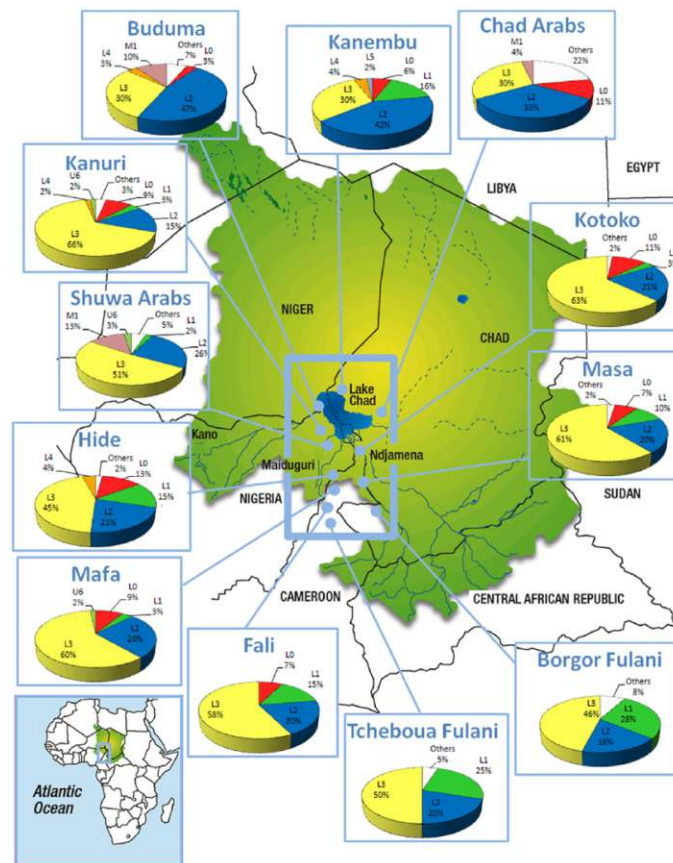 Buduma
L4
3%
M1
10%
Others
7%
L0
3%
L3
30%
L2
47%
Kanembu
L4
4%
L5
2%
L0
6%
L1
16%
L3
30%
L2
42%
Chad Arabs
M1
4%
Others
22%
L3
30%
L0
11%
L2
33%
Kanuri
L4
2%
U6
2%
Others
3%
L0
9%
L1
3%
L2
15%
L3
66%
EGYPT
LIBYA
Kotoko
Others
2%
L0
11%
L2
21%
L3
63%
Shuwa Arabs
M1
13%
U6
3%
Others
5%
L1
2%
L2
26%
L3
51%
NIGER
CHAD
Lake
Chad
Masa
Others
2%
L0
7%
L1
10%
L2
20%
L3
61%
Kano
Maiduguri
Ndjamena
NIGERIA
SUDAN
Hide
L4
4%
Others
2%
L0
13%
L1
15%
L3
45%
L2
21%
CAMEROON
CENTRAL AFRICAN REPUBLIC
Mafa
U6
2%
L0
9%
L1
3%
L2
26%
L3
60%
Fali
L0
7%
L1
15%
L3
58%
L2
20%
Borgor Fulani
Others
8%
L3
46%
L1
28%
L2
18%
Tcheboua Fulani
Others
5%
L1
25%
L3
50%
L2
20%
Atlantic
Ocean